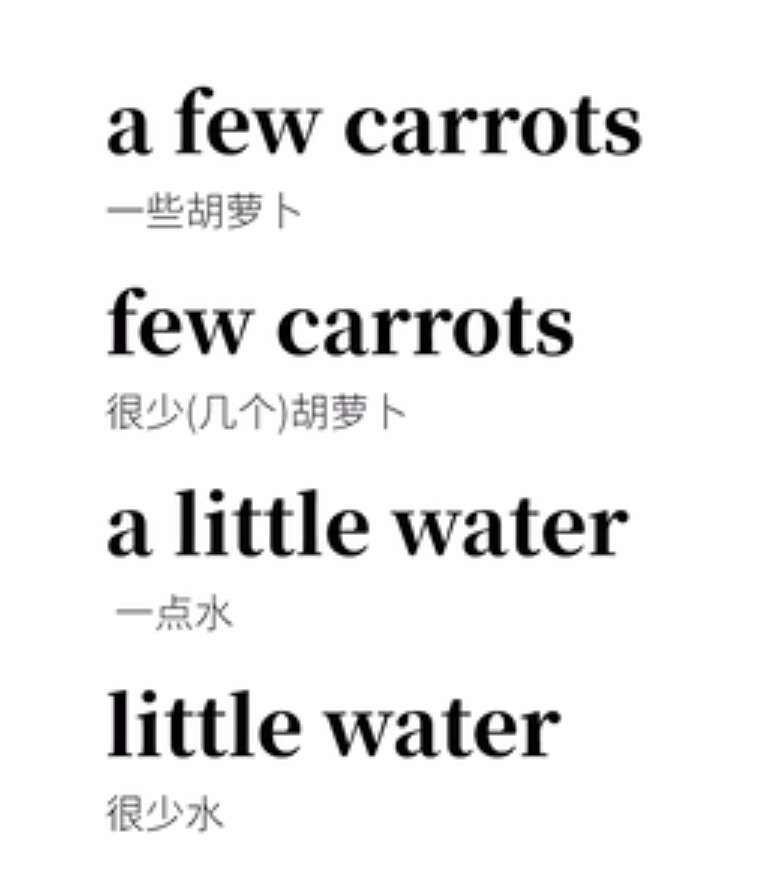 a few carrots
一些胡萝卜
few carrots
很少(几个)胡萝卜
a little water
一点水
little water
很少水